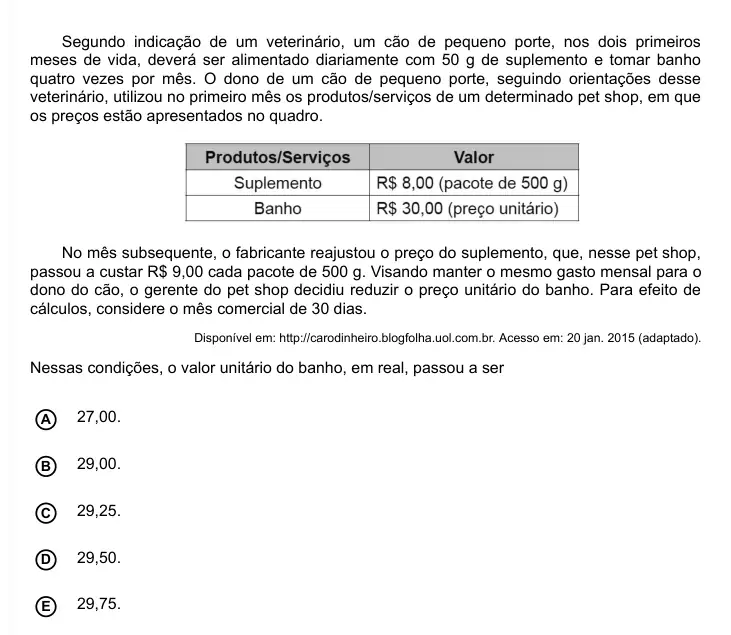 Segundo indicação de um veterinário, um cão de pequeno porte, nos dois primeiros
meses de vida, deverá ser alimentado diariamente com 50 g de suplemento e tomar banho
quatro vezes por mês. O dono de um cão de pequeno porte, seguindo orientações desse
veterinário, utilizou no primeiro mês os produtos/serviços de um determinado pet shop, em que
os preços estão apresentados no quadro.
Produtos/Serviços Valor
Suplemento R$ 8,00 (pacote de 500 g)
Banho R$ 30,00 (preço unitário)
No mês subsequente, o fabricante reajustou o preço do suplemento, que, nesse pet shop,
passou a custar R$ 9,00 cada pacote de 500 g. Visando manter o mesmo gasto mensal para o
dono do cão, o gerente do pet shop decidiu reduzir o preço unitário do banho. Para efeito de
cálculos, considere o mês comercial de 30 dias.
Disponível em: http://carodinheiro.blogfolha.uol.com.br. Acesso em: 20 jan. 2015 (adaptado).
Nessas condições, o valor unitário do banho, em real, passou a ser
A 27,00.
B 29,00.
C 29,25.
D 29,50.
E 29,75.